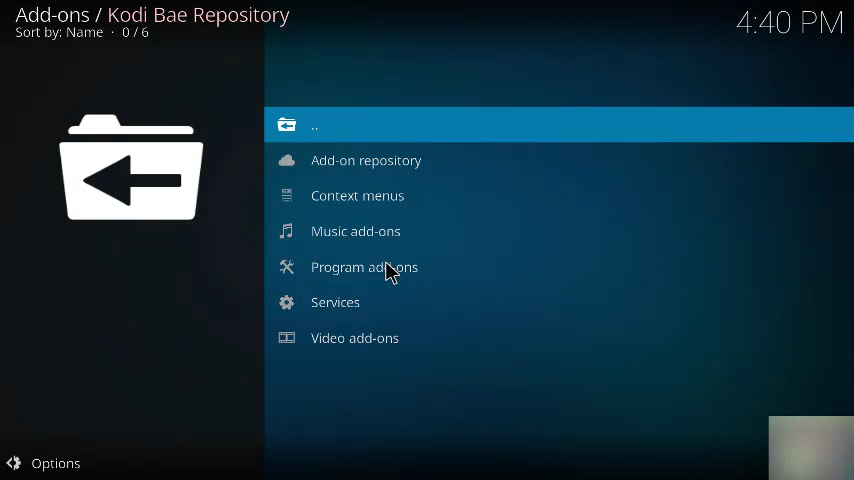 Add-ons / Kodi Bae Repository
Sort by: Name · 0 / 6
4:40 PM
..
Add-on repository
Context menus
Music add-ons
Program add-ons
Services
Video add-ons
Options